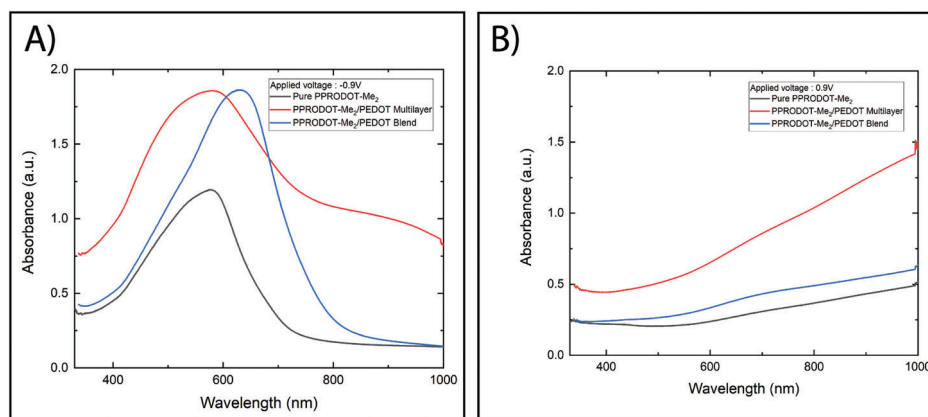 A)
2.0
1.5
1.0
0.5
0.0
Absorbance (a.u.)
Applied voltage : -0.9V
Pure PPRODOT-Me2
PPRODOT-Me2/PEDOT Multilayer
PPRODOT-Me2/PEDOT Blend
400 600 800 1000
Wavelength (nm)
B)
2.0
1.5
1.0
0.5
0.0
Absorbance (a.u.)
Applied voltage : 0.9V
Pure PPRODOT-Me2
PPRODOT-Me2/PEDOT Multilayer
PPRODOT-Me2/PEDOT Blend
400 600 800 1000
Wavelength (nm)